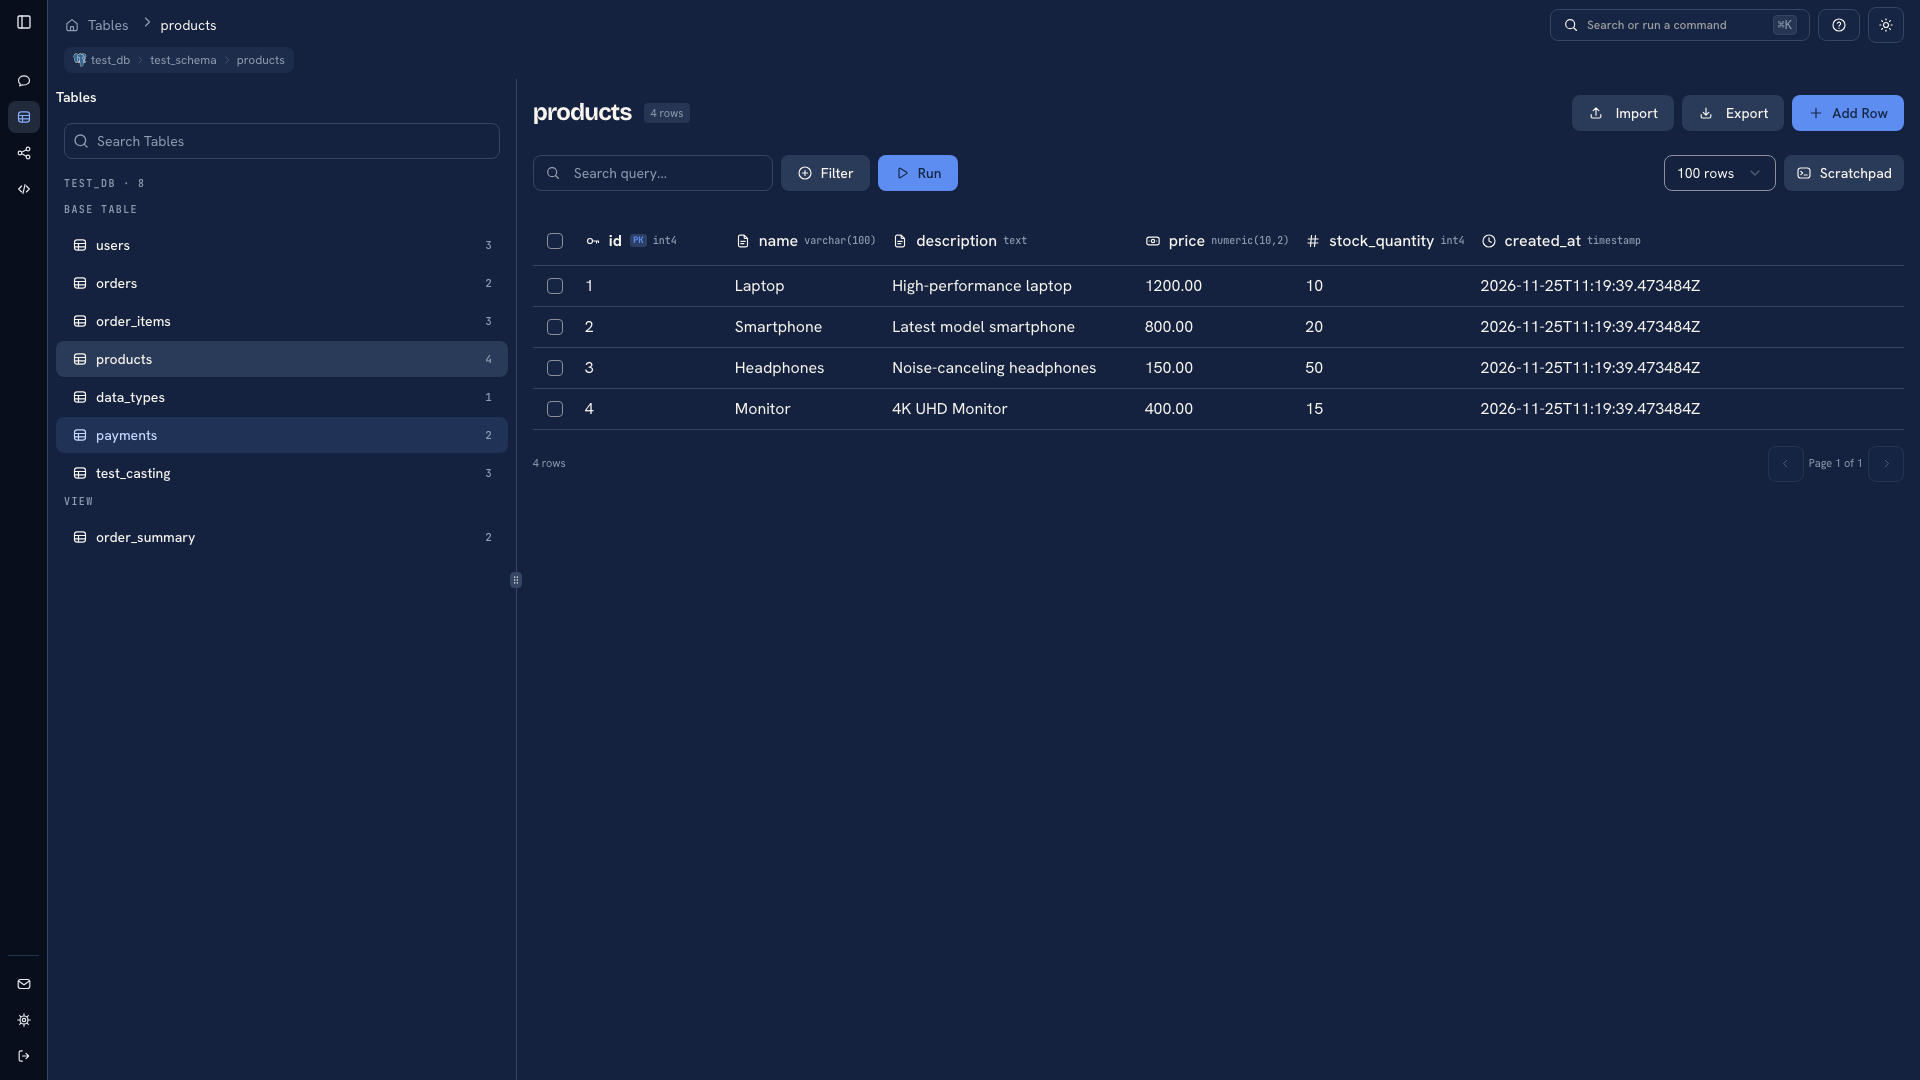 Tables
products
Search or run a command
⌘K
test_db
test_schema
products
Tables
Search Tables
TEST_DB · 8
BASE TABLE
users 3
orders 2
order_items 3
products 4
data_types 1
payments 2
test_casting 3
VIEW
order_summary 2
products 4 rows
Import
Export
Add Row
Search query...
Filter
Run
100 rows
Scratchpad
id PK int4 name varchar(100) description text price numeric(10,2) stock_quantity int4 created_at timestamp
1 Laptop High-performance laptop 1200.00 10 2026-11-25T11:19:39.473484Z
2 Smartphone Latest model smartphone 800.00 20 2026-11-25T11:19:39.473484Z
3 Headphones Noise-canceling headphones 150.00 50 2026-11-25T11:19:39.473484Z
4 Monitor 4K UHD Monitor 400.00 15 2026-11-25T11:19:39.473484Z
4 rows
Page 1 of 1